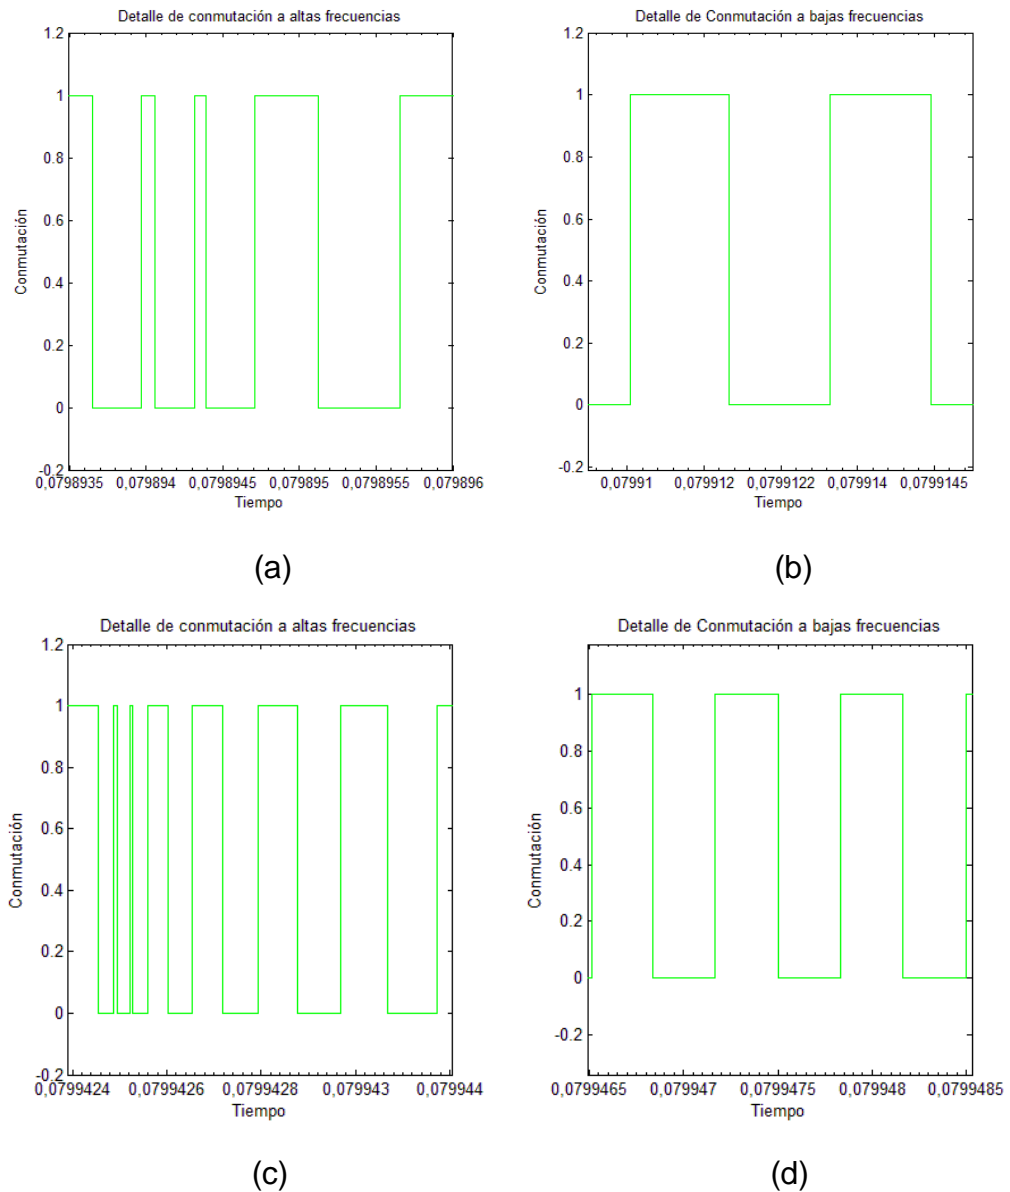 Detalle de conmutación a altas frecuencias
1.2
1
0.8
0.6
0.4
0.2
0
-0.2
Conmutación
0,0798935 0,079894 0,0798945 0,079895 0,0798955 0,079896
Tiempo
(a)
Detalle de Conmutación a bajas frecuencias
1.2
1
0.8
0.6
0.4
0.2
0
-0.2
Conmutación
0,07991 0,079912 0,0799122 0,079914 0,0799145
Tiempo
(b)
Detalle de conmutación a altas frecuencias
1.2
1
0.8
0.6
0.4
0.2
0
-0.2
Conmutación
0,0799424 0,0799426 0,0799428 0,079943 0,079944
Tiempo
(c)
Detalle de Conmutación a bajas frecuencias
1
0.8
0.6
0.4
0.2
0
-0.2
Conmutación
0,0799465 0,079947 0,0799475 0,079948 0,0799485
Tiempo
(d)